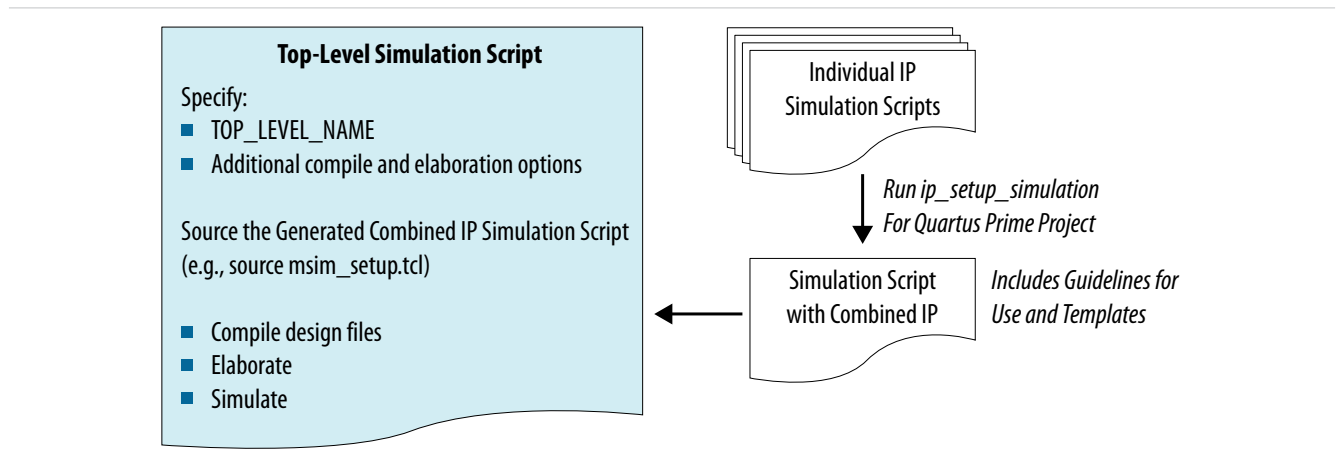 Top-Level Simulation Script
Specify:
■ TOP_LEVEL_NAME
■ Additional compile and elaboration options
Source the Generated Combined IP Simulation Script
(e.g., source msim_setup.tcl)
■ Compile design files
■ Elaborate
■ Simulate
Individual IP
Simulation Scripts
Run ip_setup_simulation
For Quartus Prime Project
Simulation Script
with Combined IP
Includes Guidelines for
Use and Templates